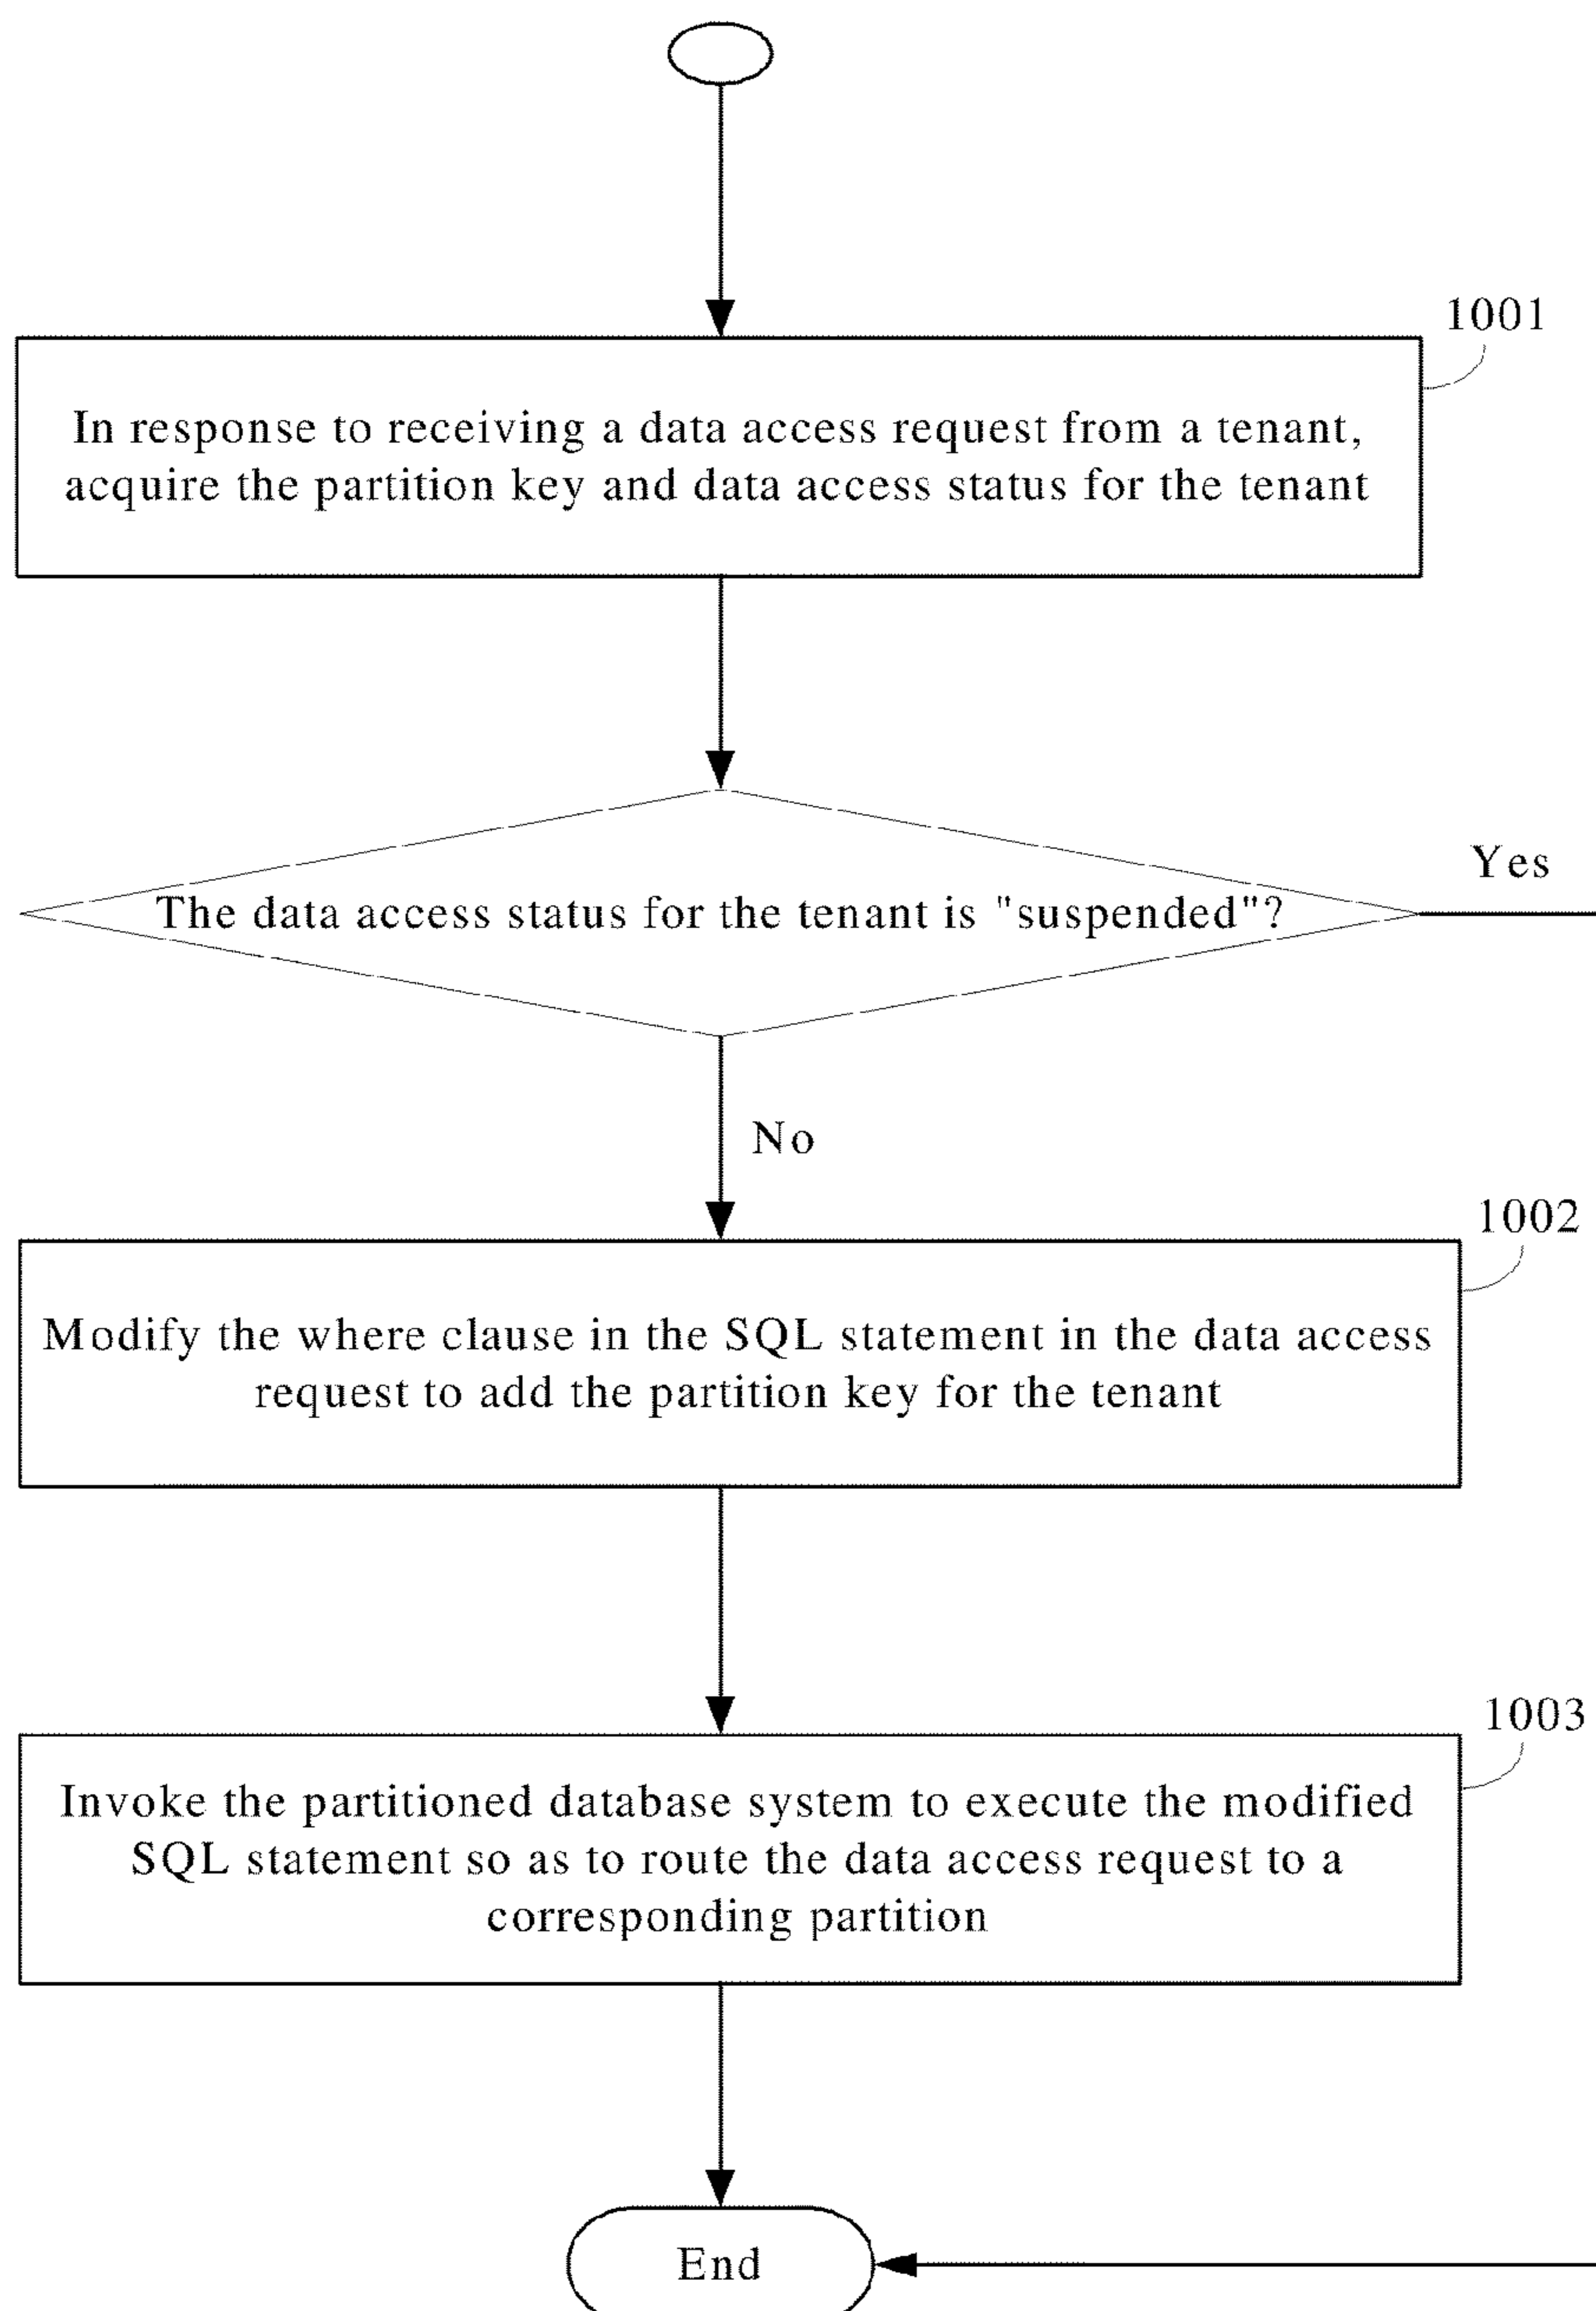 1001
In response to receiving a data access request from a tenant,
acquire the partition key and data access status for the tenant
Yes
The data access status for the tenant is "suspended"?
No
1002
Modify the where clause in the SQL statement in the data access
request to add the partition key for the tenant
1003
Invoke the partitioned database system to execute the modified
SQL statement so as to route the data access request to a
corresponding partition
End